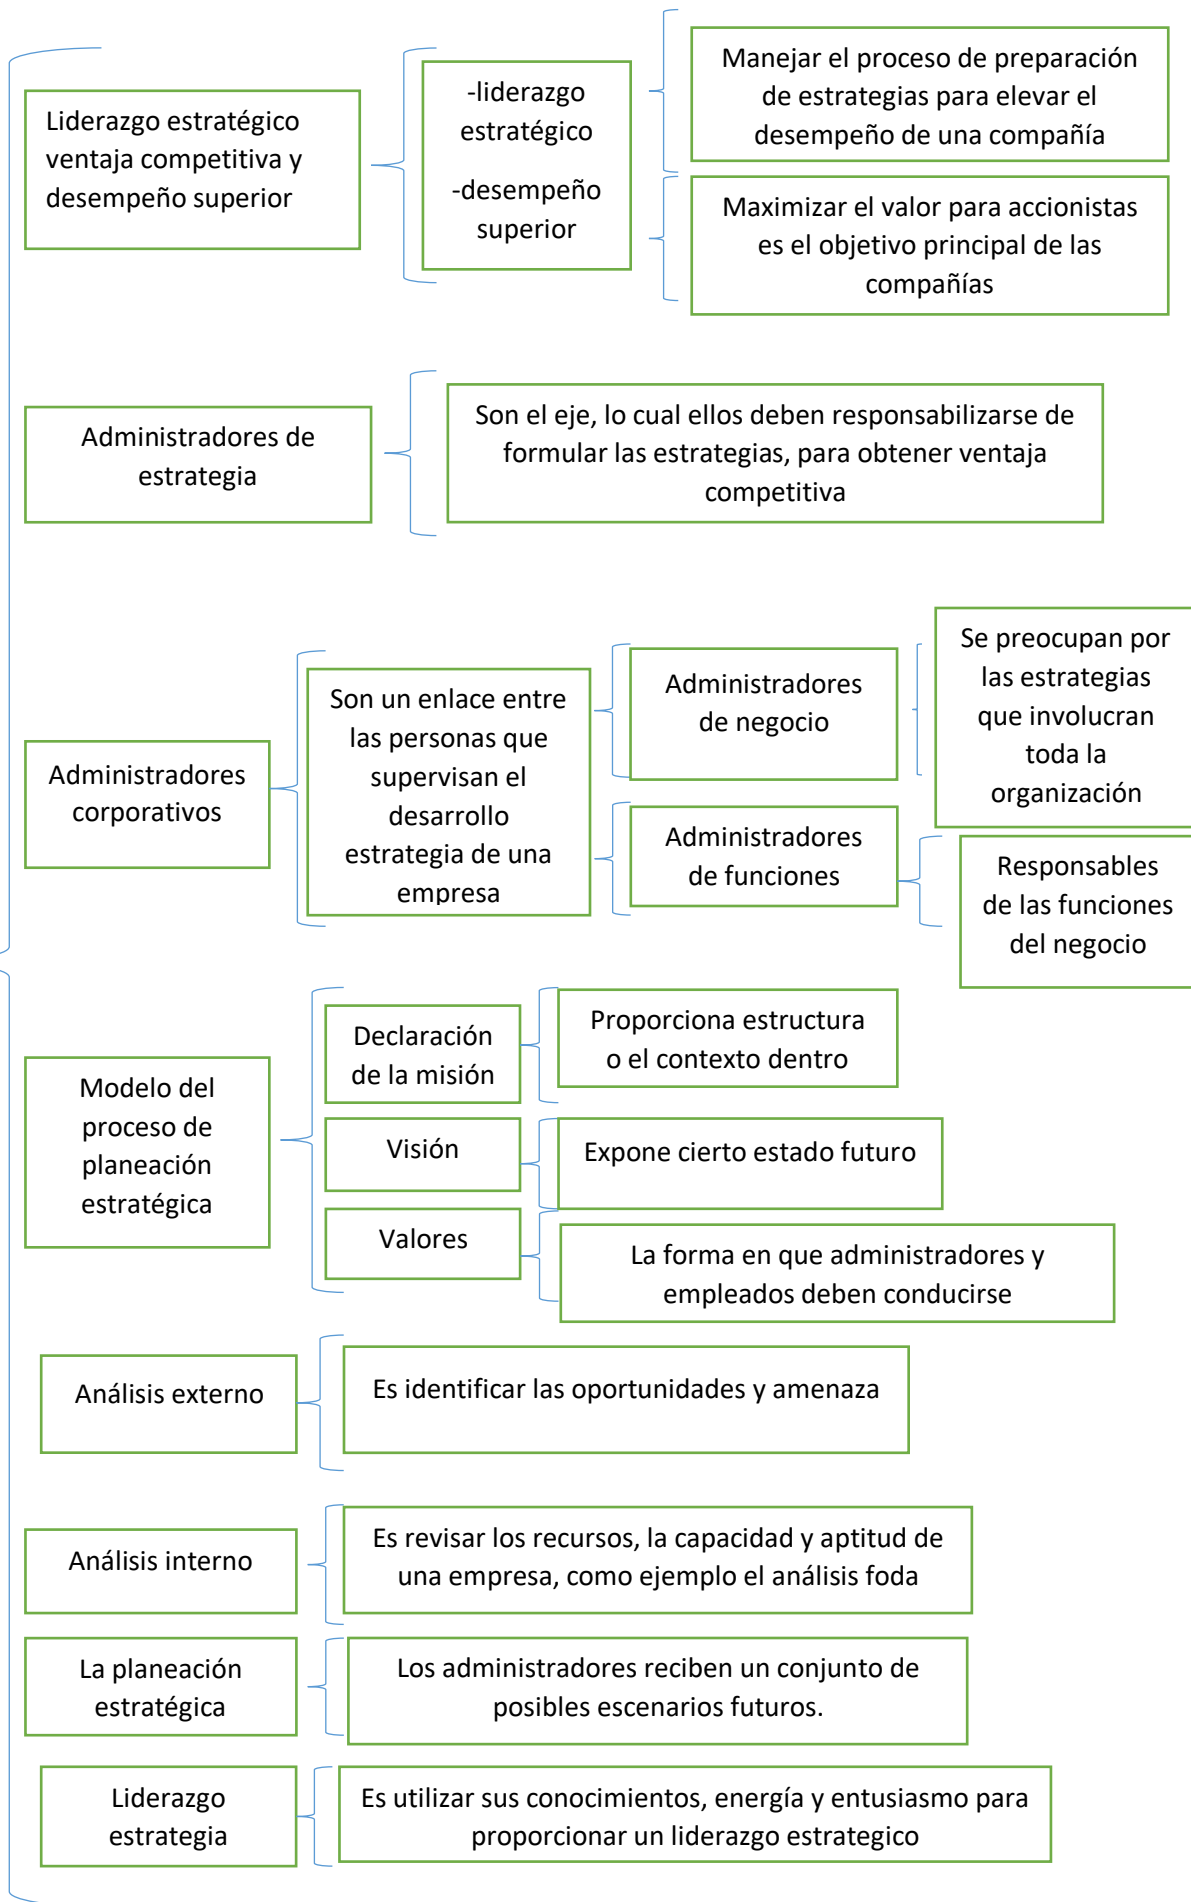 Liderazgo estratégico
ventaja competitiva y
desempeño superior
-liderazgo
estratégico
-desempeño
superior
Manejar el proceso de preparación
de estrategias para elevar el
desempeño de una compañía
Maximizar el valor para accionistas
es el objetivo principal de las
compañías
Administradores de
estrategia
Son el eje, lo cual ellos deben responsabilizarse de
formular las estrategias, para obtener ventaja
competitiva
Administradores
corporativos
Son un enlace entre
las personas que
supervisan el
desarrollo
estrategia de una
empresa
Administradores
de negocio
Se preocupan por
las estrategias
que involucran
toda la
organización
Administradores
de funciones
Responsables
de las funciones
del negocio
Modelo del
proceso de
planeación
estratégica
Declaración
de la misión
Proporciona estructura
o el contexto dentro
Visión
Expone cierto estado futuro
Valores
La forma en que administradores y
empleados deben conducirse
Análisis externo
Es identificar las oportunidades y amenaza
Análisis interno
Es revisar los recursos, la capacidad y aptitud de
una empresa, como ejemplo el análisis foda
La planeación
estratégica
Los administradores reciben un conjunto de
posibles escenarios futuros.
Liderazgo
estrategia
Es utilizar sus conocimientos, energía y entusiasmo para
proporcionar un liderazgo estrategico